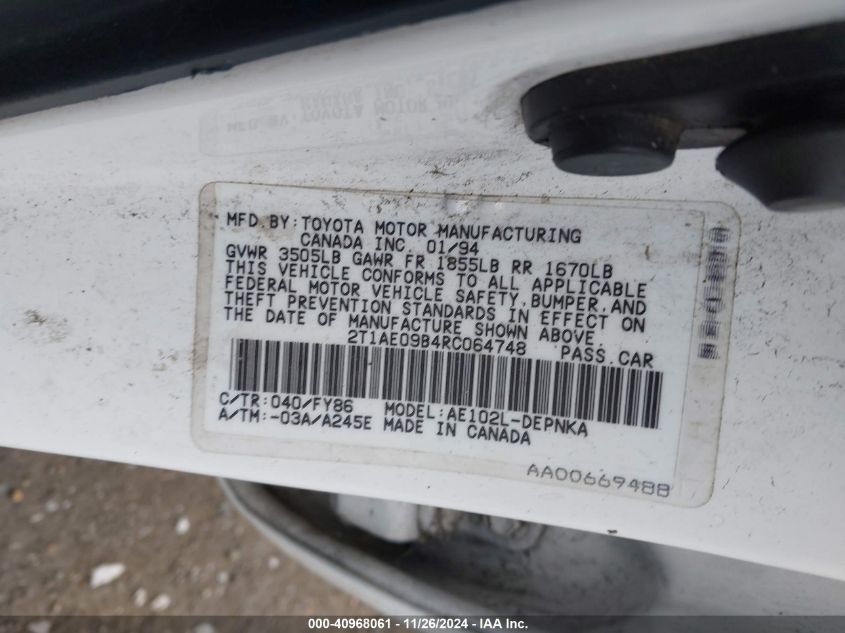 MFD.BY:TOYOTA MOTOR MANUFACTURING
CANADA INC. 01/94
GVWR 3505LB GAWR FR 1855LB RR 1670LB
THIS VEHICLE CONFORMS TO ALL APPLICABLE
FEDERAL MOTOR VEHICLE SAFETY,BUMPER,AND
THEFT PREVENTION STANDARDS IN EFFECT ON
THE DATE OF MANUFACTURE SHOWN ABOVE.
2T1AE09B4RC064748 PASS.CAR
C/TR:040/FY86 MODEL:AE102L-DEPNKA
A/TM:-03A/A245E MADE IN CANADA
AA00669488
000-40968061 - 11/26/2024 - IAA Inc.